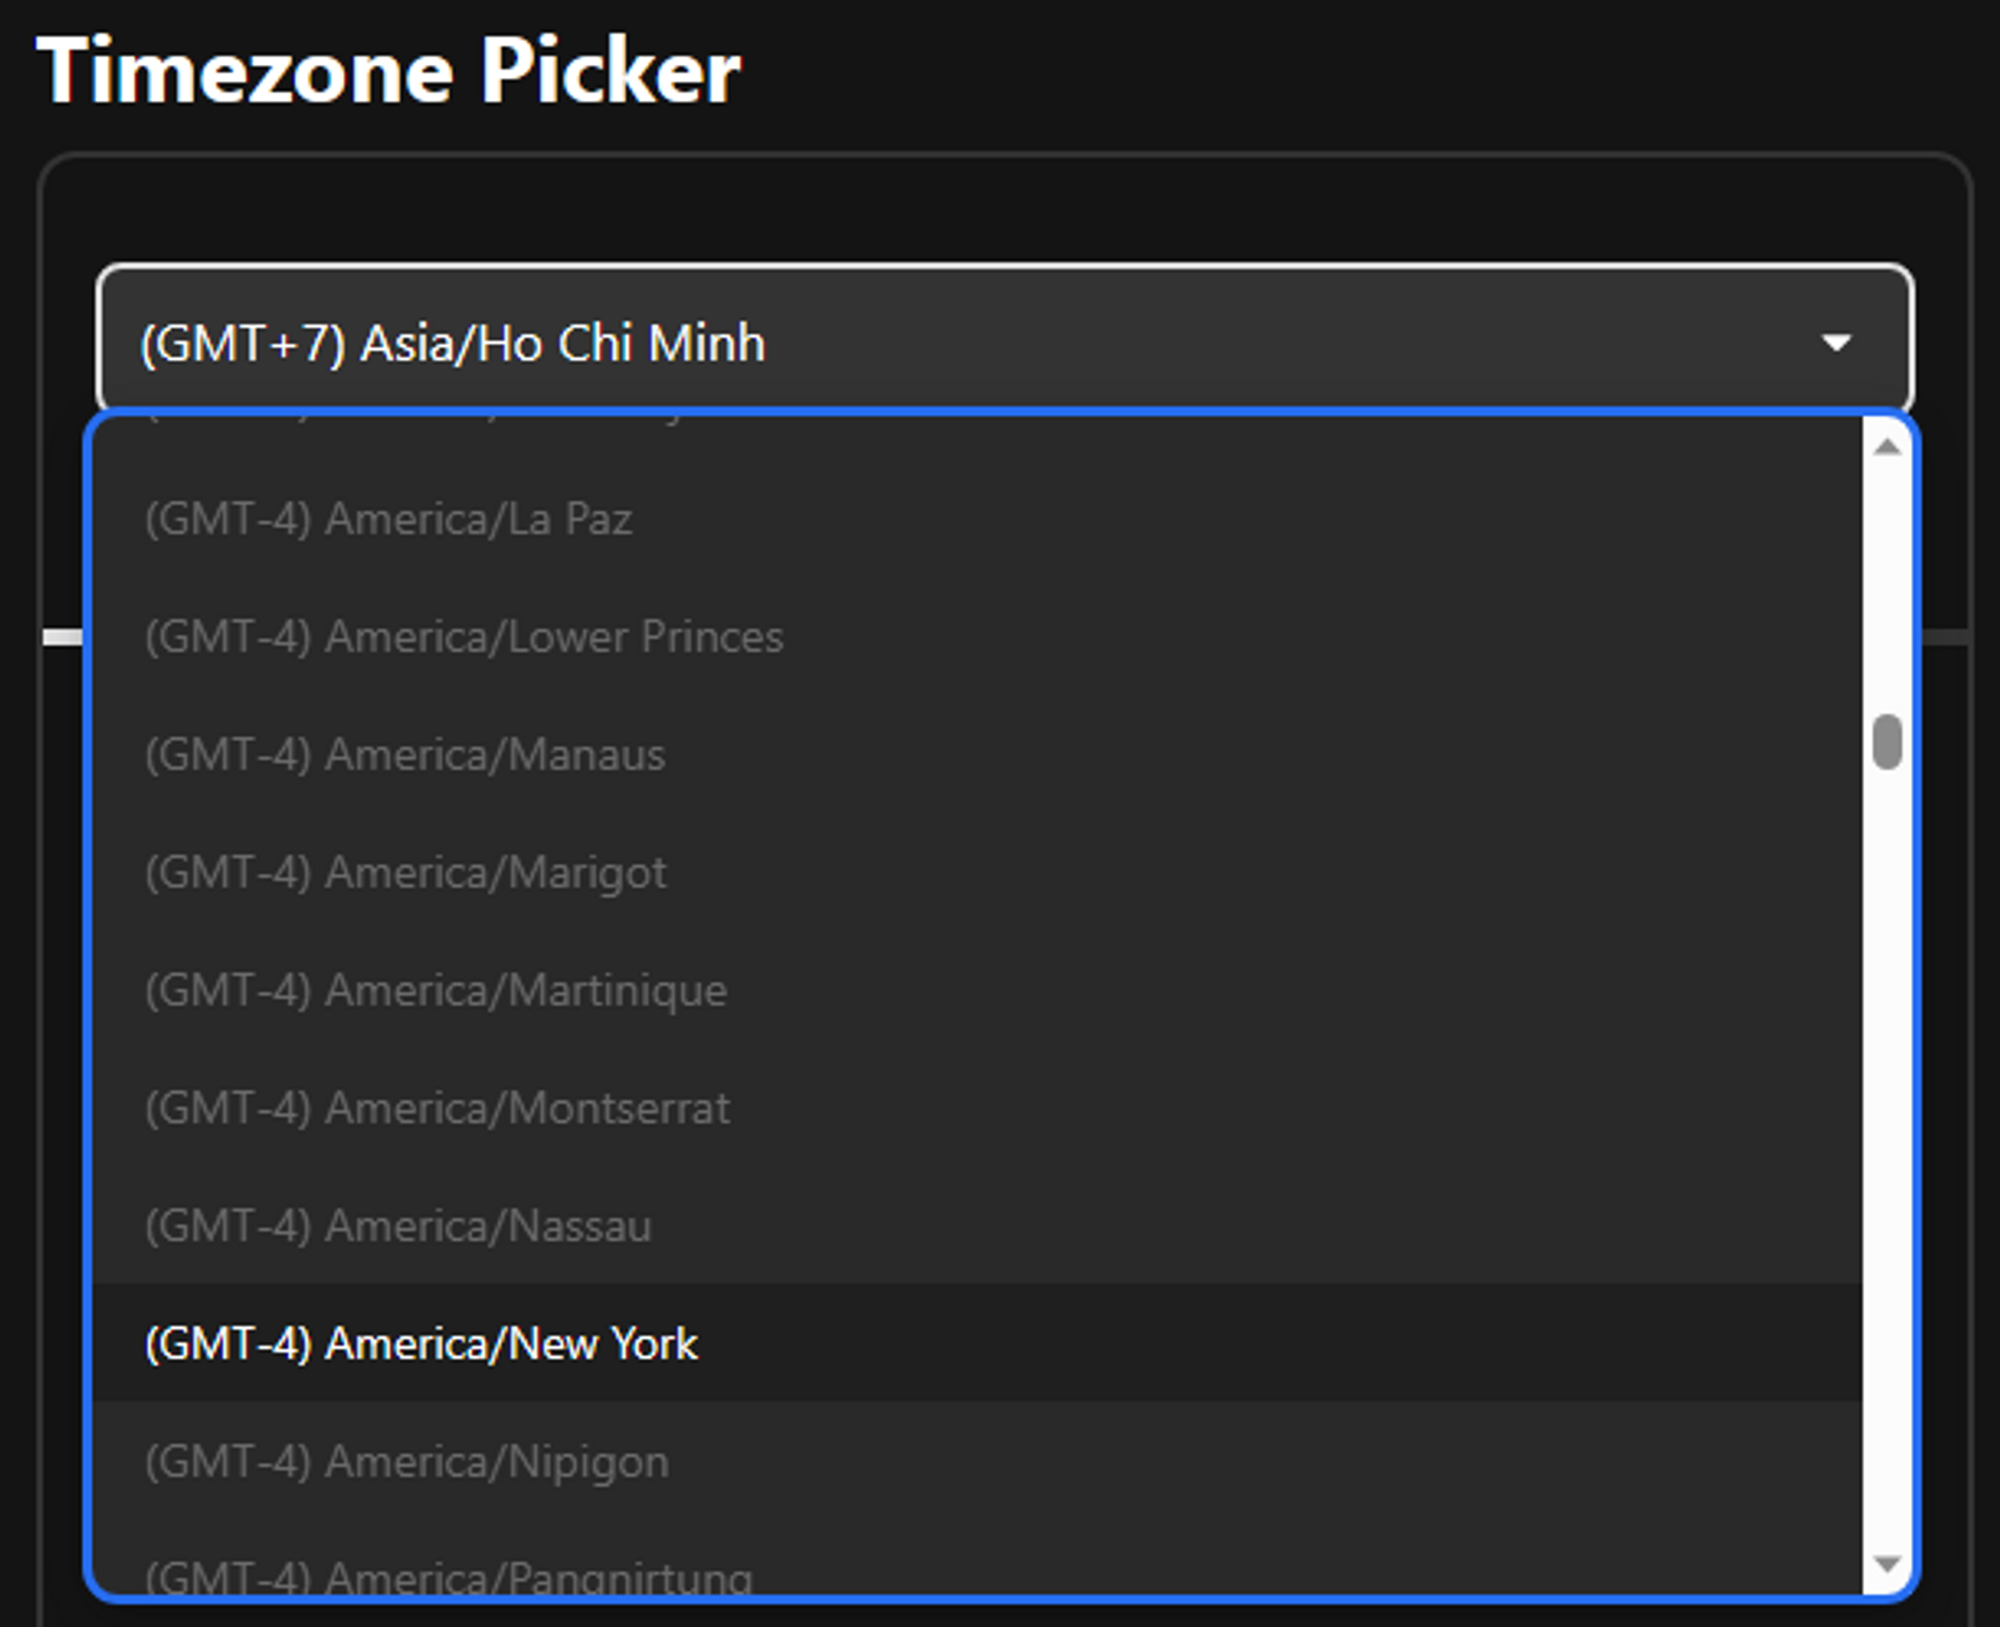 Timezone Picker
(GMT+7) Asia/Ho Chi Minh
(GMT-4) America/La Paz
(GMT-4) America/Lower Princes
(GMT-4) America/Manaus
(GMT-4) America/Marigot
(GMT-4) America/Martinique
(GMT-4) America/Montserrat
(GMT-4) America/Nassau
(GMT-4) America/New York
(GMT-4) America/Nipigon
(GMT-4) America/Pangnirtung